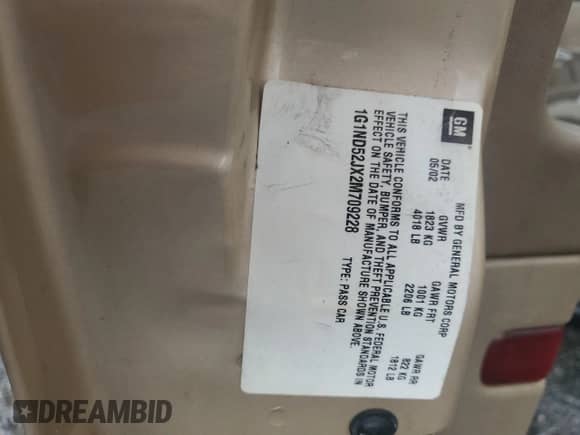 GM
MFD BY GENERAL MOTORS CORP
DATE GVWR GAWR FRT GAWR RR
05/02 1823 KG 1001 KG 822 KG
4018 LB 2206 LB 1812 LB
THIS VEHICLE CONFORMS TO ALL APPLICABLE U.S. FEDERAL MOTOR
VEHICLE SAFETY, BUMPER, AND THEFT PREVENTION STANDARDS IN
EFFECT ON THE DATE OF MANUFACTURE SHOWN ABOVE.
1G1ND52JX2M709228 TYPE: PASS CAR
DREAMBID